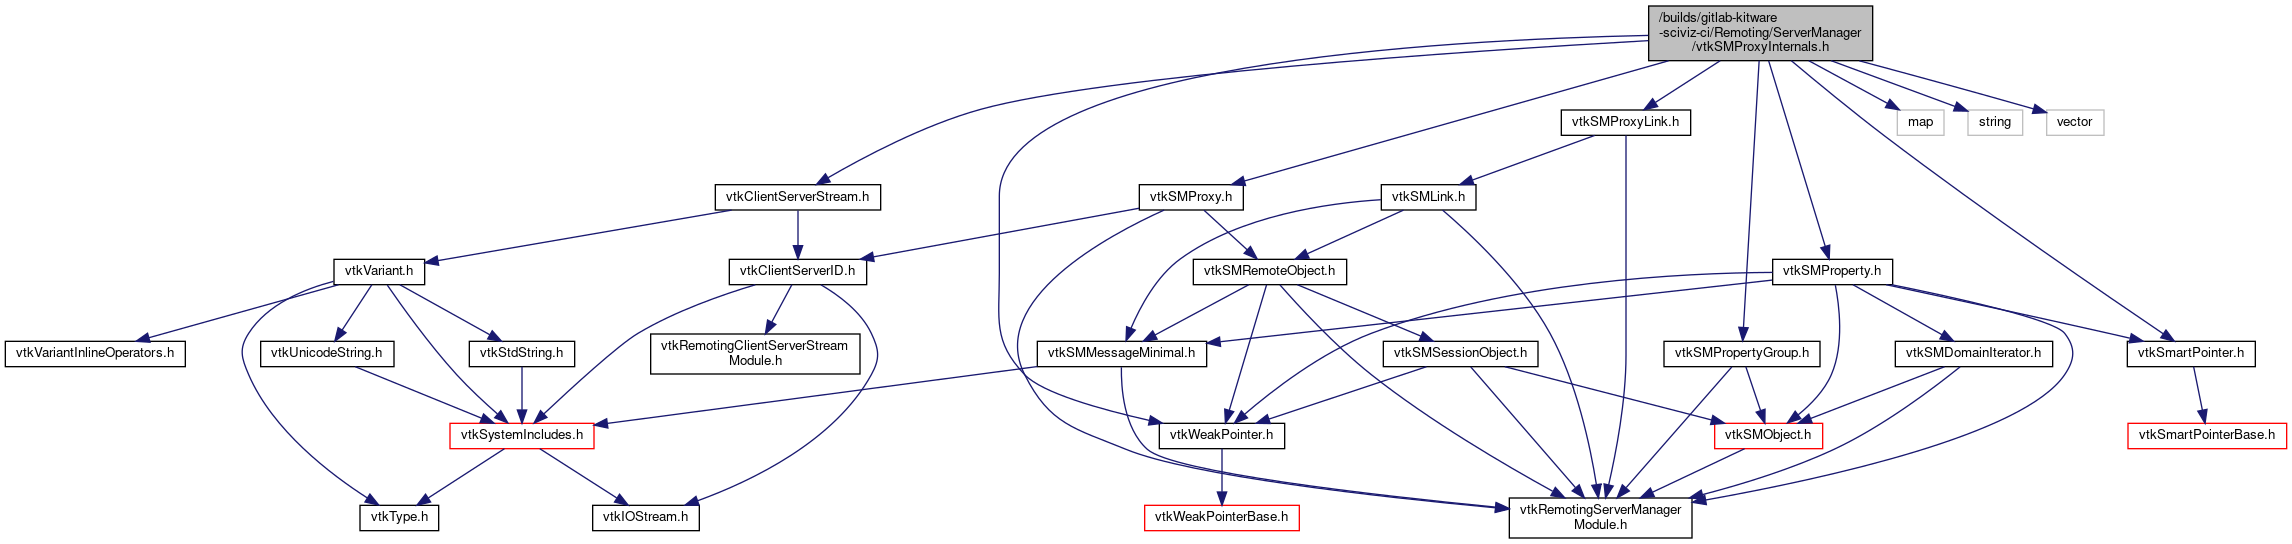 /builds/gitlab-kitware
-sciviz-ci/Remoting/ServerManager
/vtkSMProxyInternals.h
vtkSMProxyLink.h
map
string
vector
vtkClientServerStream.h
vtkSMProxy.h
vtkSMLink.h
vtkVariant.h
vtkClientServerID.h
vtkSMRemoteObject.h
vtkSMProperty.h
vtkVariantInlineOperators.h
vtkUnicodeString.h
vtkStdString.h
vtkRemotingClientServerStream
Module.h
vtkSMMessageMinimal.h
vtkSMSessionObject.h
vtkSMPropertyGroup.h
vtkSMDomainIterator.h
vtkSmartPointer.h
vtkSystemIncludes.h
vtkWeakPointer.h
vtkSMObject.h
vtkSmartPointerBase.h
vtkType.h
vtkIOStream.h
vtkWeakPointerBase.h
vtkRemotingServerManager
Module.h